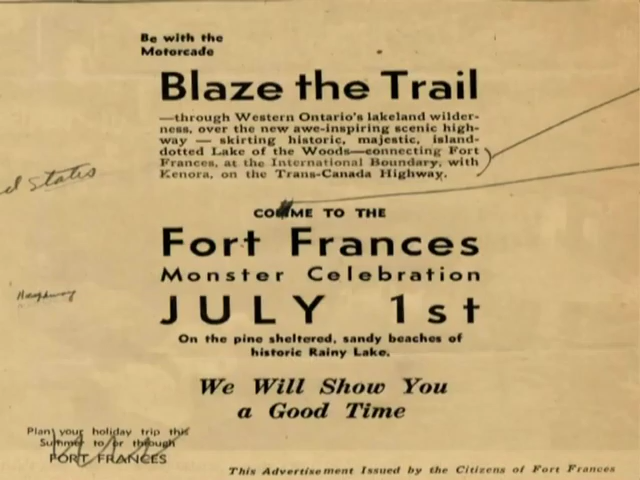 Be with the
Motorcade
Blaze the Trail
—through Western Ontario's lakeland wilder-
ness, over the new awe-inspiring scenic high-
way — skirting historic, majestic, island-
dotted Lake of the Woods—connecting Fort
Frances, at the International Boundary, with
Kenora, on the Trans-Canada Highway.
ed States
COME TO THE
Fort Frances
Monster Celebration
JULY 1st
On the pine sheltered, sandy beaches of
historic Rainy Lake.
We Will Show You
a Good Time
Plan your holiday trip this
Summer to or through
FORT FRANCES
This Advertisement Issued by the Citizens of Fort Frances